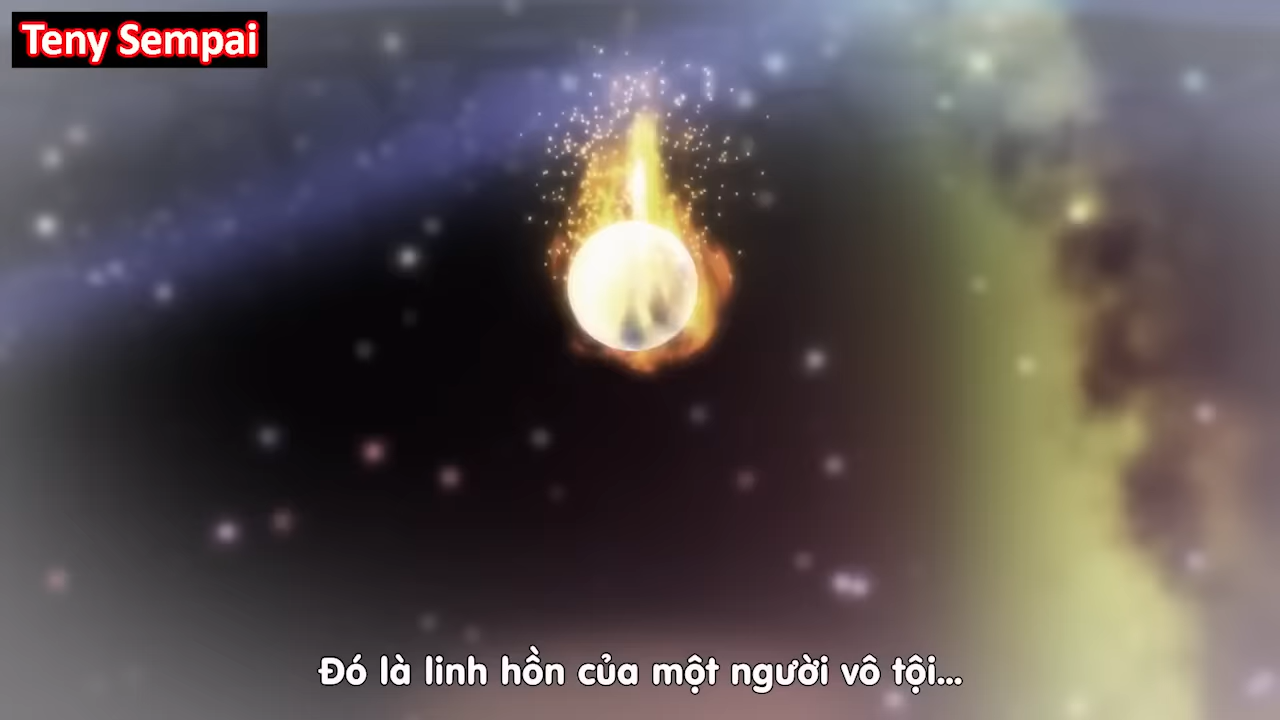 Teny Sempai
Đó là linh hồn của một người vô tội...